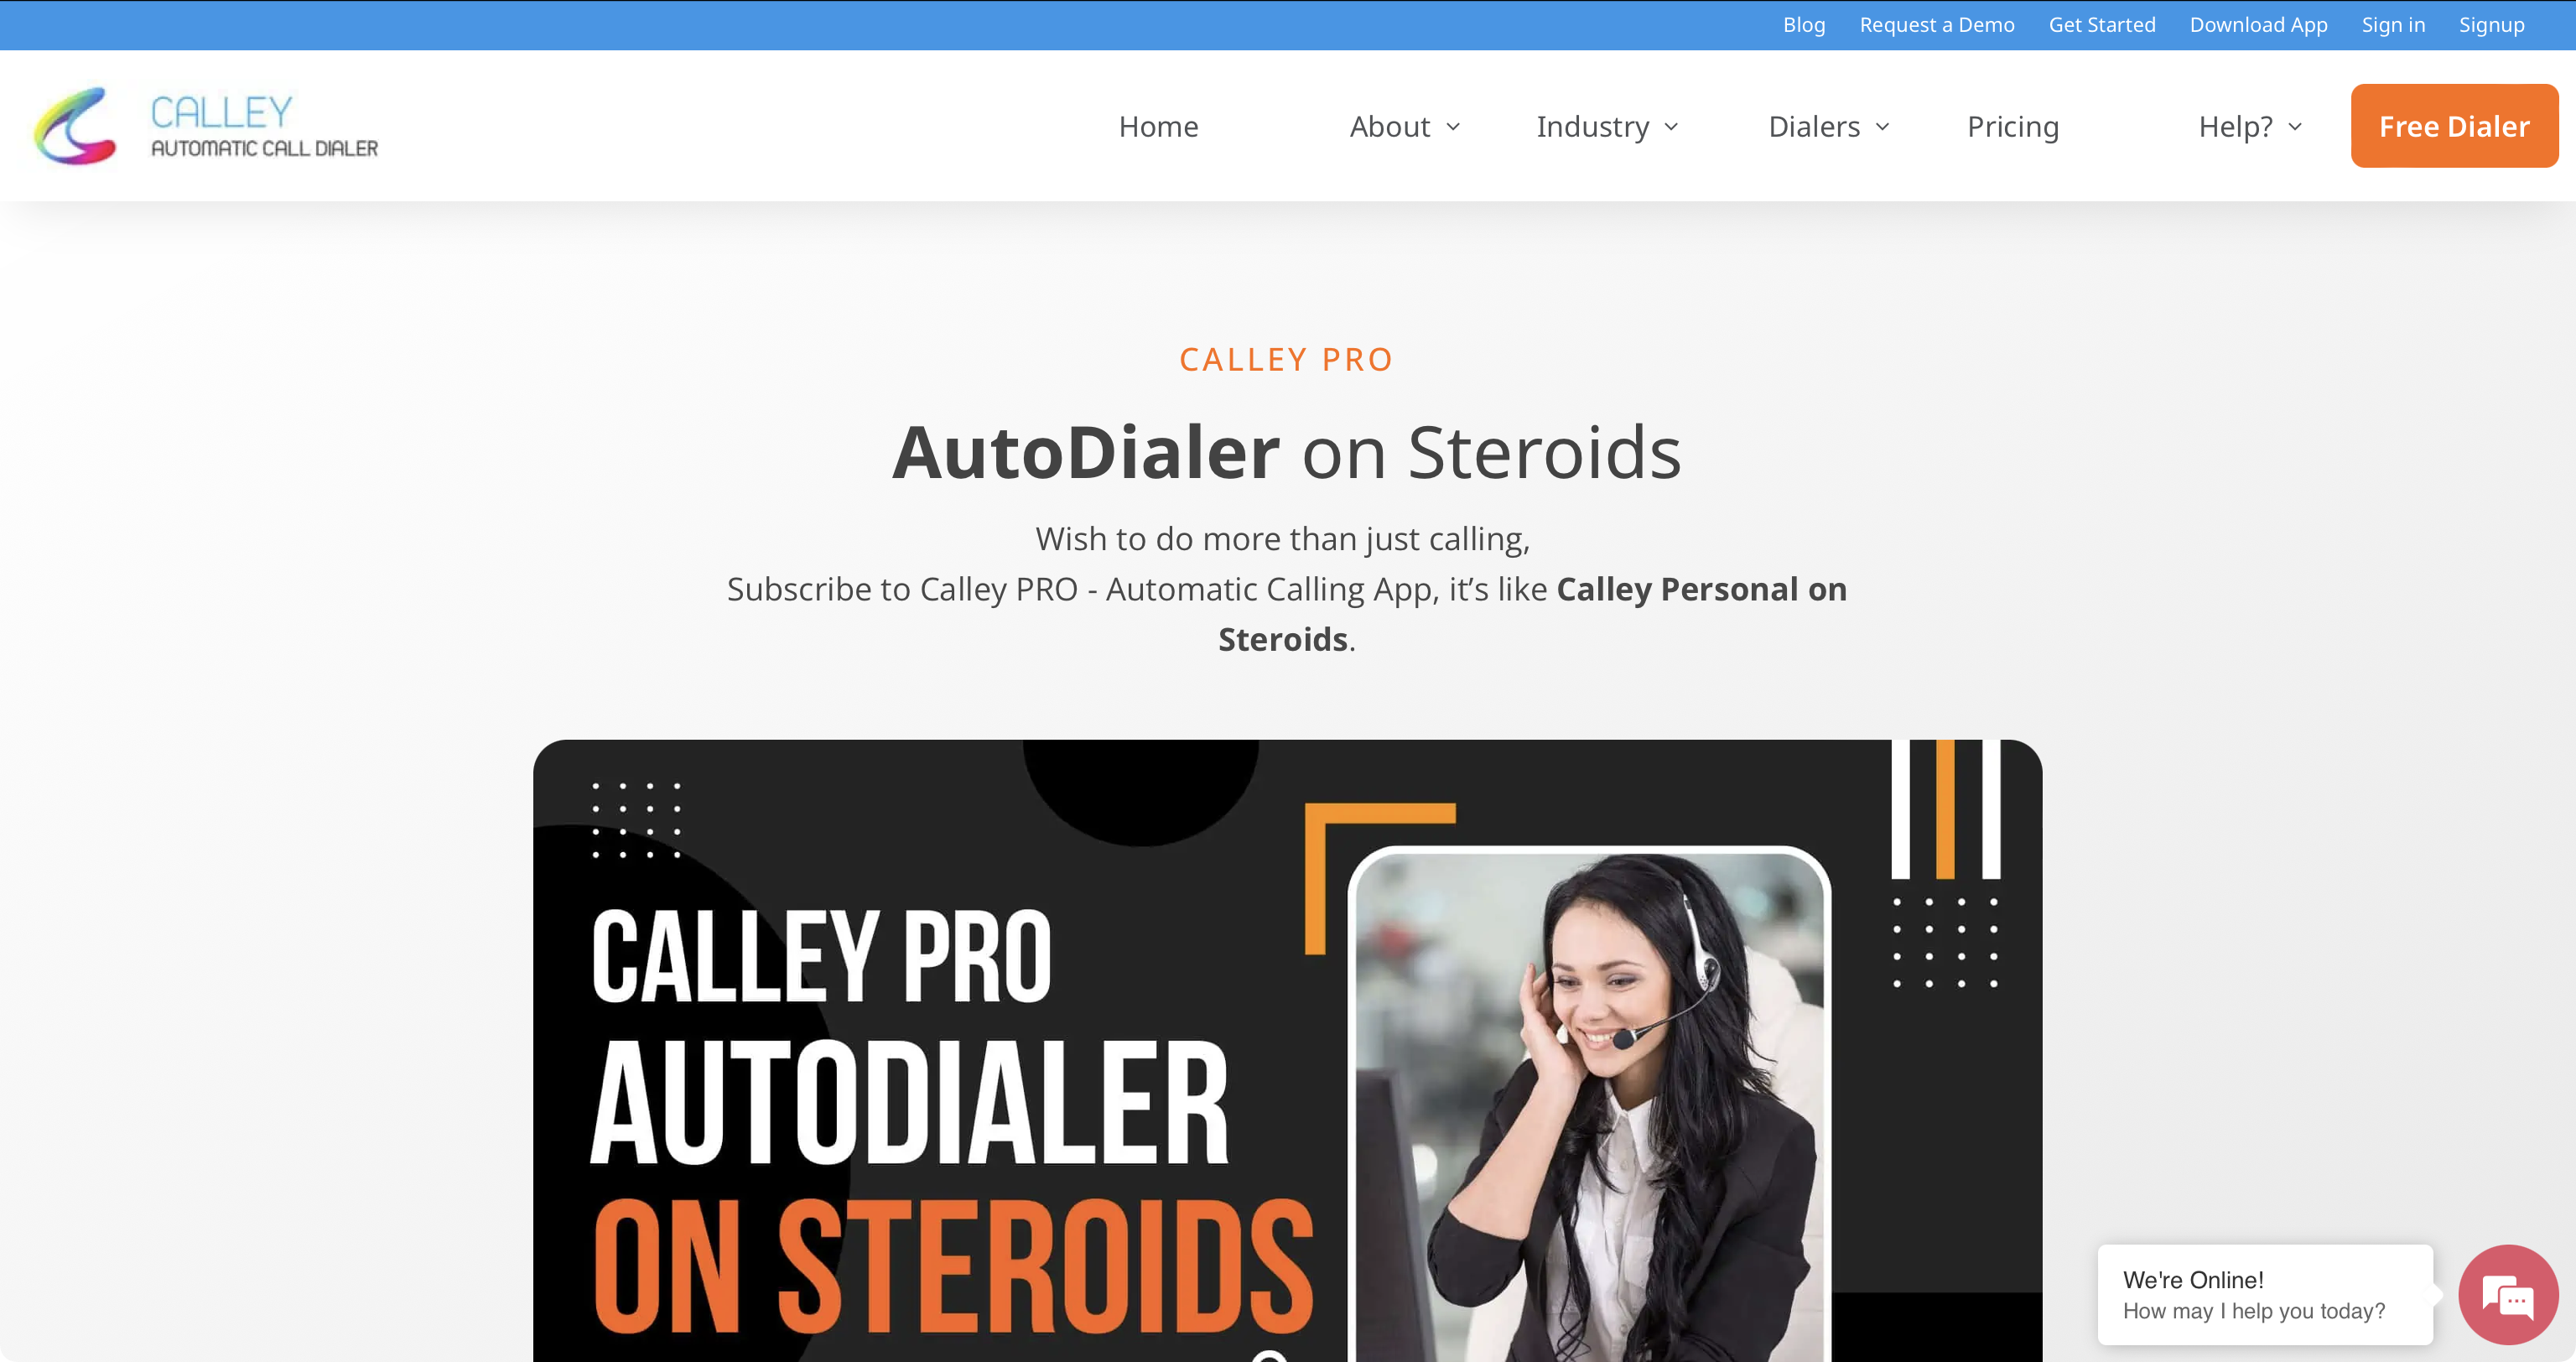 Blog Request a Demo Get Started Download App Sign in Signup
CALLEY
AUTOMATIC CALL DIALER
Home About Industry Dialers Pricing Help? Free Dialer
CALLEY PRO
AutoDialer on Steroids
Wish to do more than just calling,
Subscribe to Calley PRO - Automatic Calling App, it’s like Calley Personal on
Steroids.
CALLEY PRO
AUTODIALER
ON STEROIDS
We're Online!
How may I help you today?